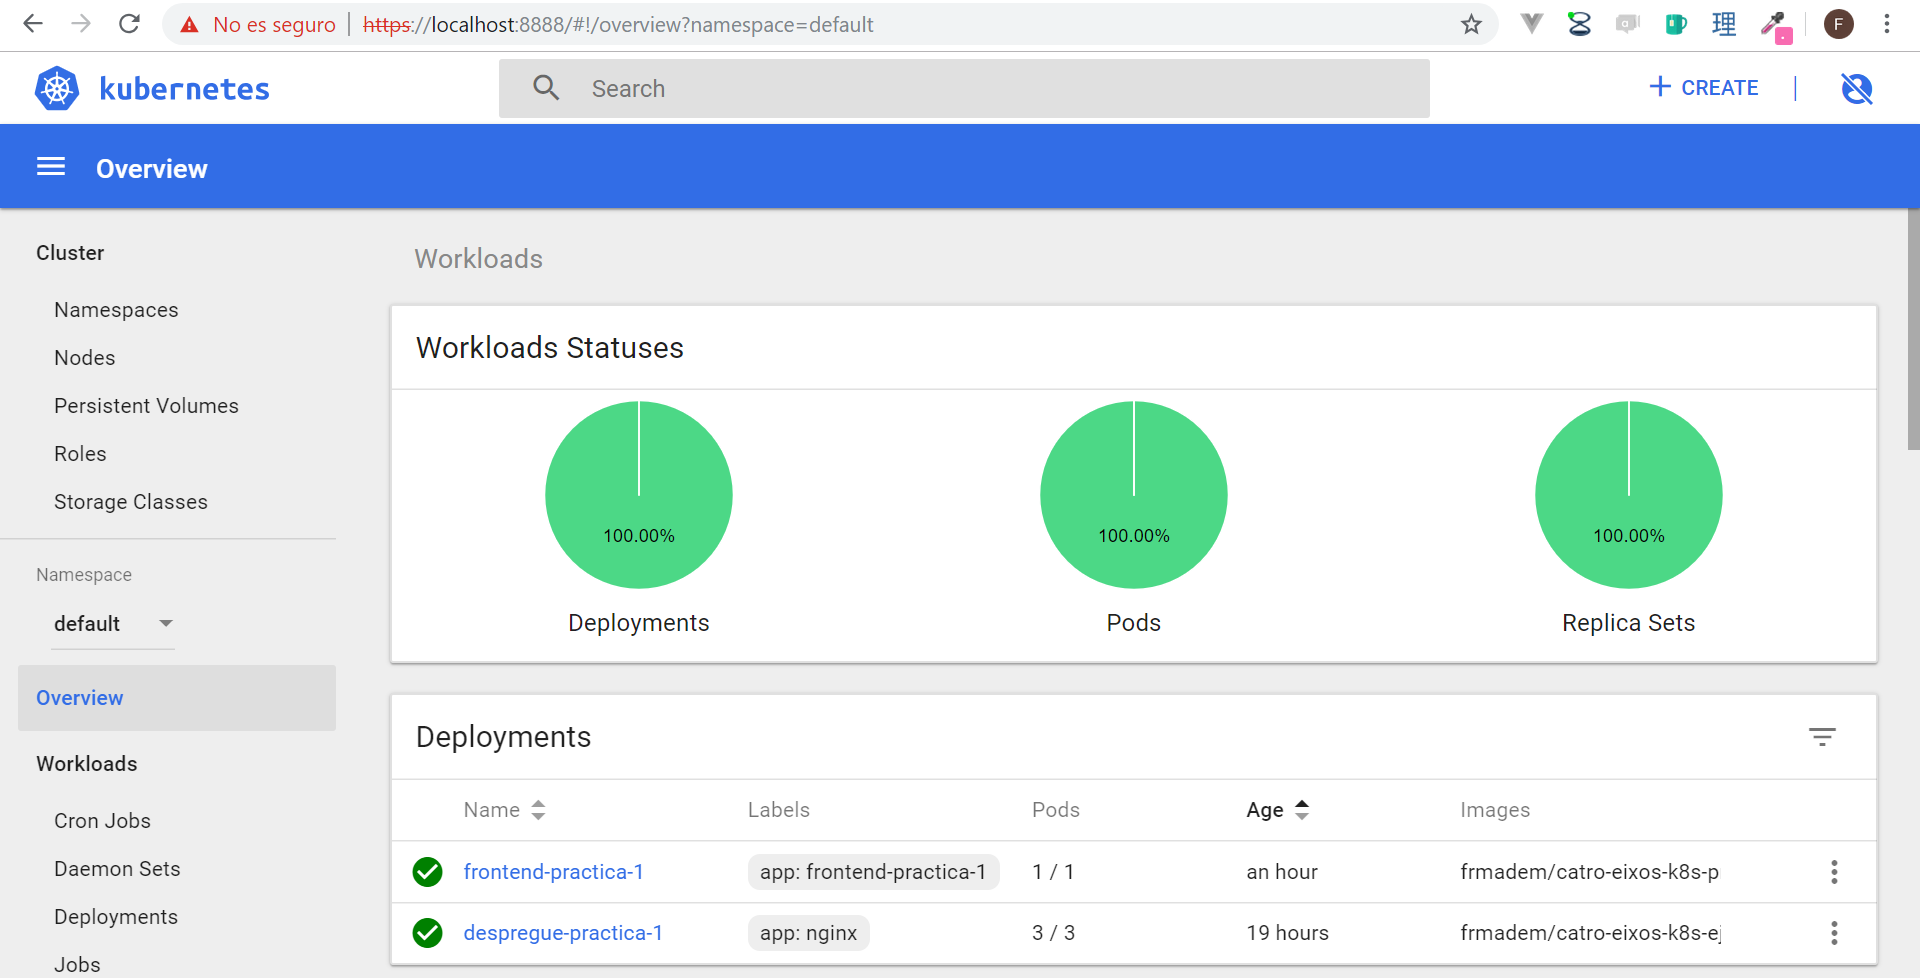 No es seguro | https://localhost:8888/#!/overview?namespace=default
F
kubernetes
Search
+ CREATE
Overview
Cluster
Namespaces
Nodes
Persistent Volumes
Roles
Storage Classes
Namespace
default
Overview
Workloads
Cron Jobs
Daemon Sets
Deployments
Jobs
Workloads
Workloads Statuses
100.00% 100.00% 100.00%
Deployments Pods Replica Sets
Deployments
Name Labels Pods Age Images
frontend-practica-1 app: frontend-practica-1 1 / 1 an hour frmadem/catro-eixos-k8s-p
despregue-practica-1 app: nginx 3 / 3 19 hours frmadem/catro-eixos-k8s-ej